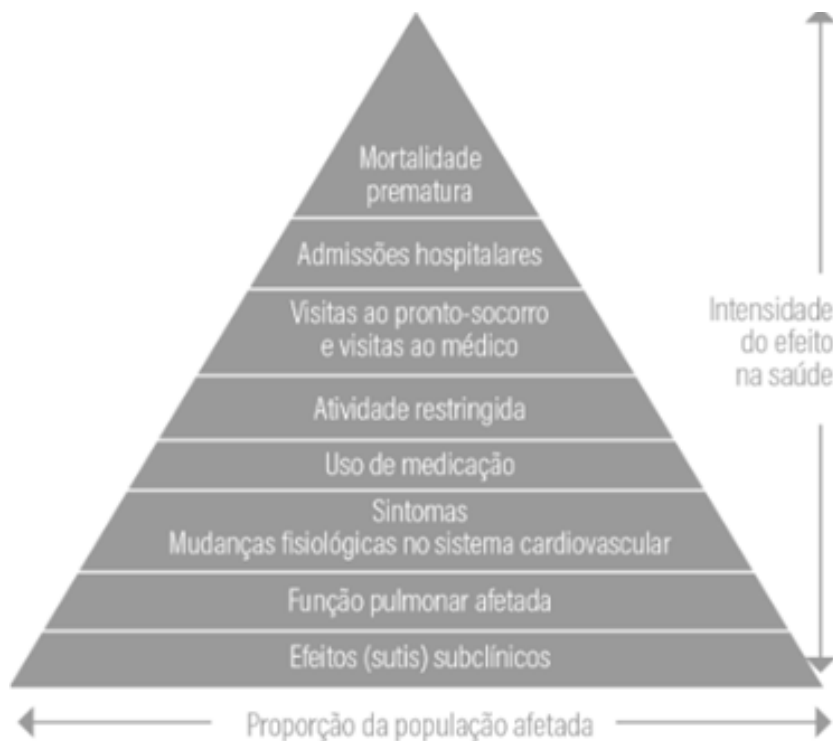 Mortalidade
prematura
Admissões hospitalares
Visitas ao pronto-socorro
e visitas ao médico
Atividade restringida
Uso de medicação
Sintomas
Mudanças fisiológicas no sistema cardiovascular
Função pulmonar afetada
Efeitos (sutis) subclínicos
Intensidade
do efeito
na saúde
Proporção da população afetada